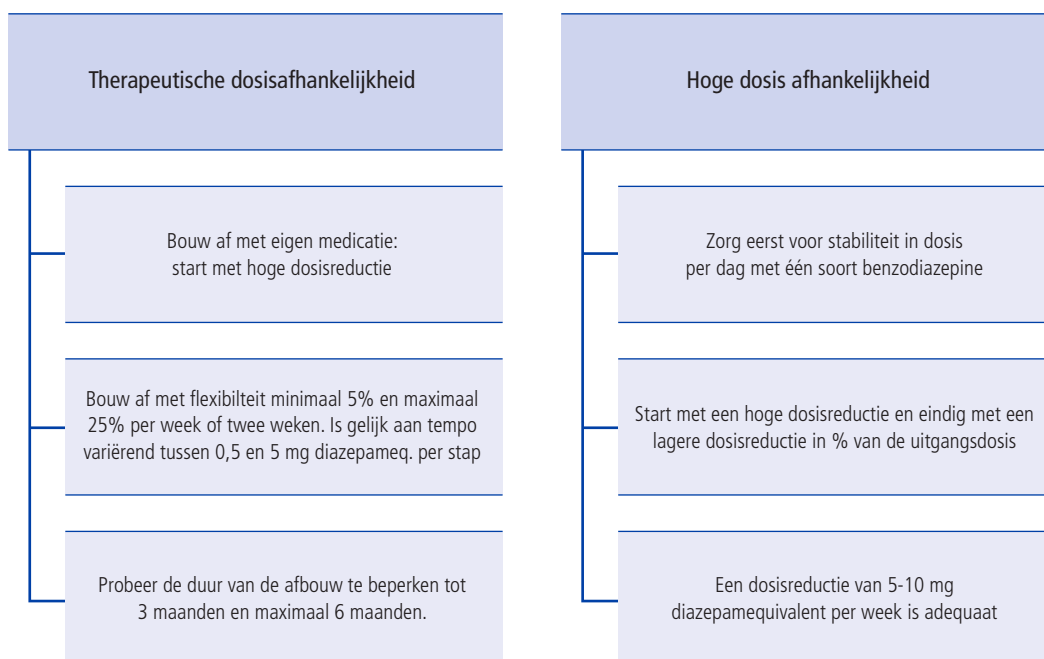 Therapeutische dosisafhankelijkheid
Bouw af met eigen medicatie:
start met hoge dosisreductie
Bouw af met flexibilteit minimaal 5% en maximaal
25% per week of twee weken. Is gelijk aan tempo
variërend tussen 0,5 en 5 mg diazepameq. per stap
Probeer de duur van de afbouw te beperken tot
3 maanden en maximaal 6 maanden.
Hoge dosis afhankelijkheid
Zorg eerst voor stabiliteit in dosis
per dag met één soort benzodiazepine
Start met een hoge dosisreductie en eindig met een
lagere dosisreductie in % van de uitgangsdosis
Een dosisreductie van 5-10 mg
diazepamequivalent per week is adequaat